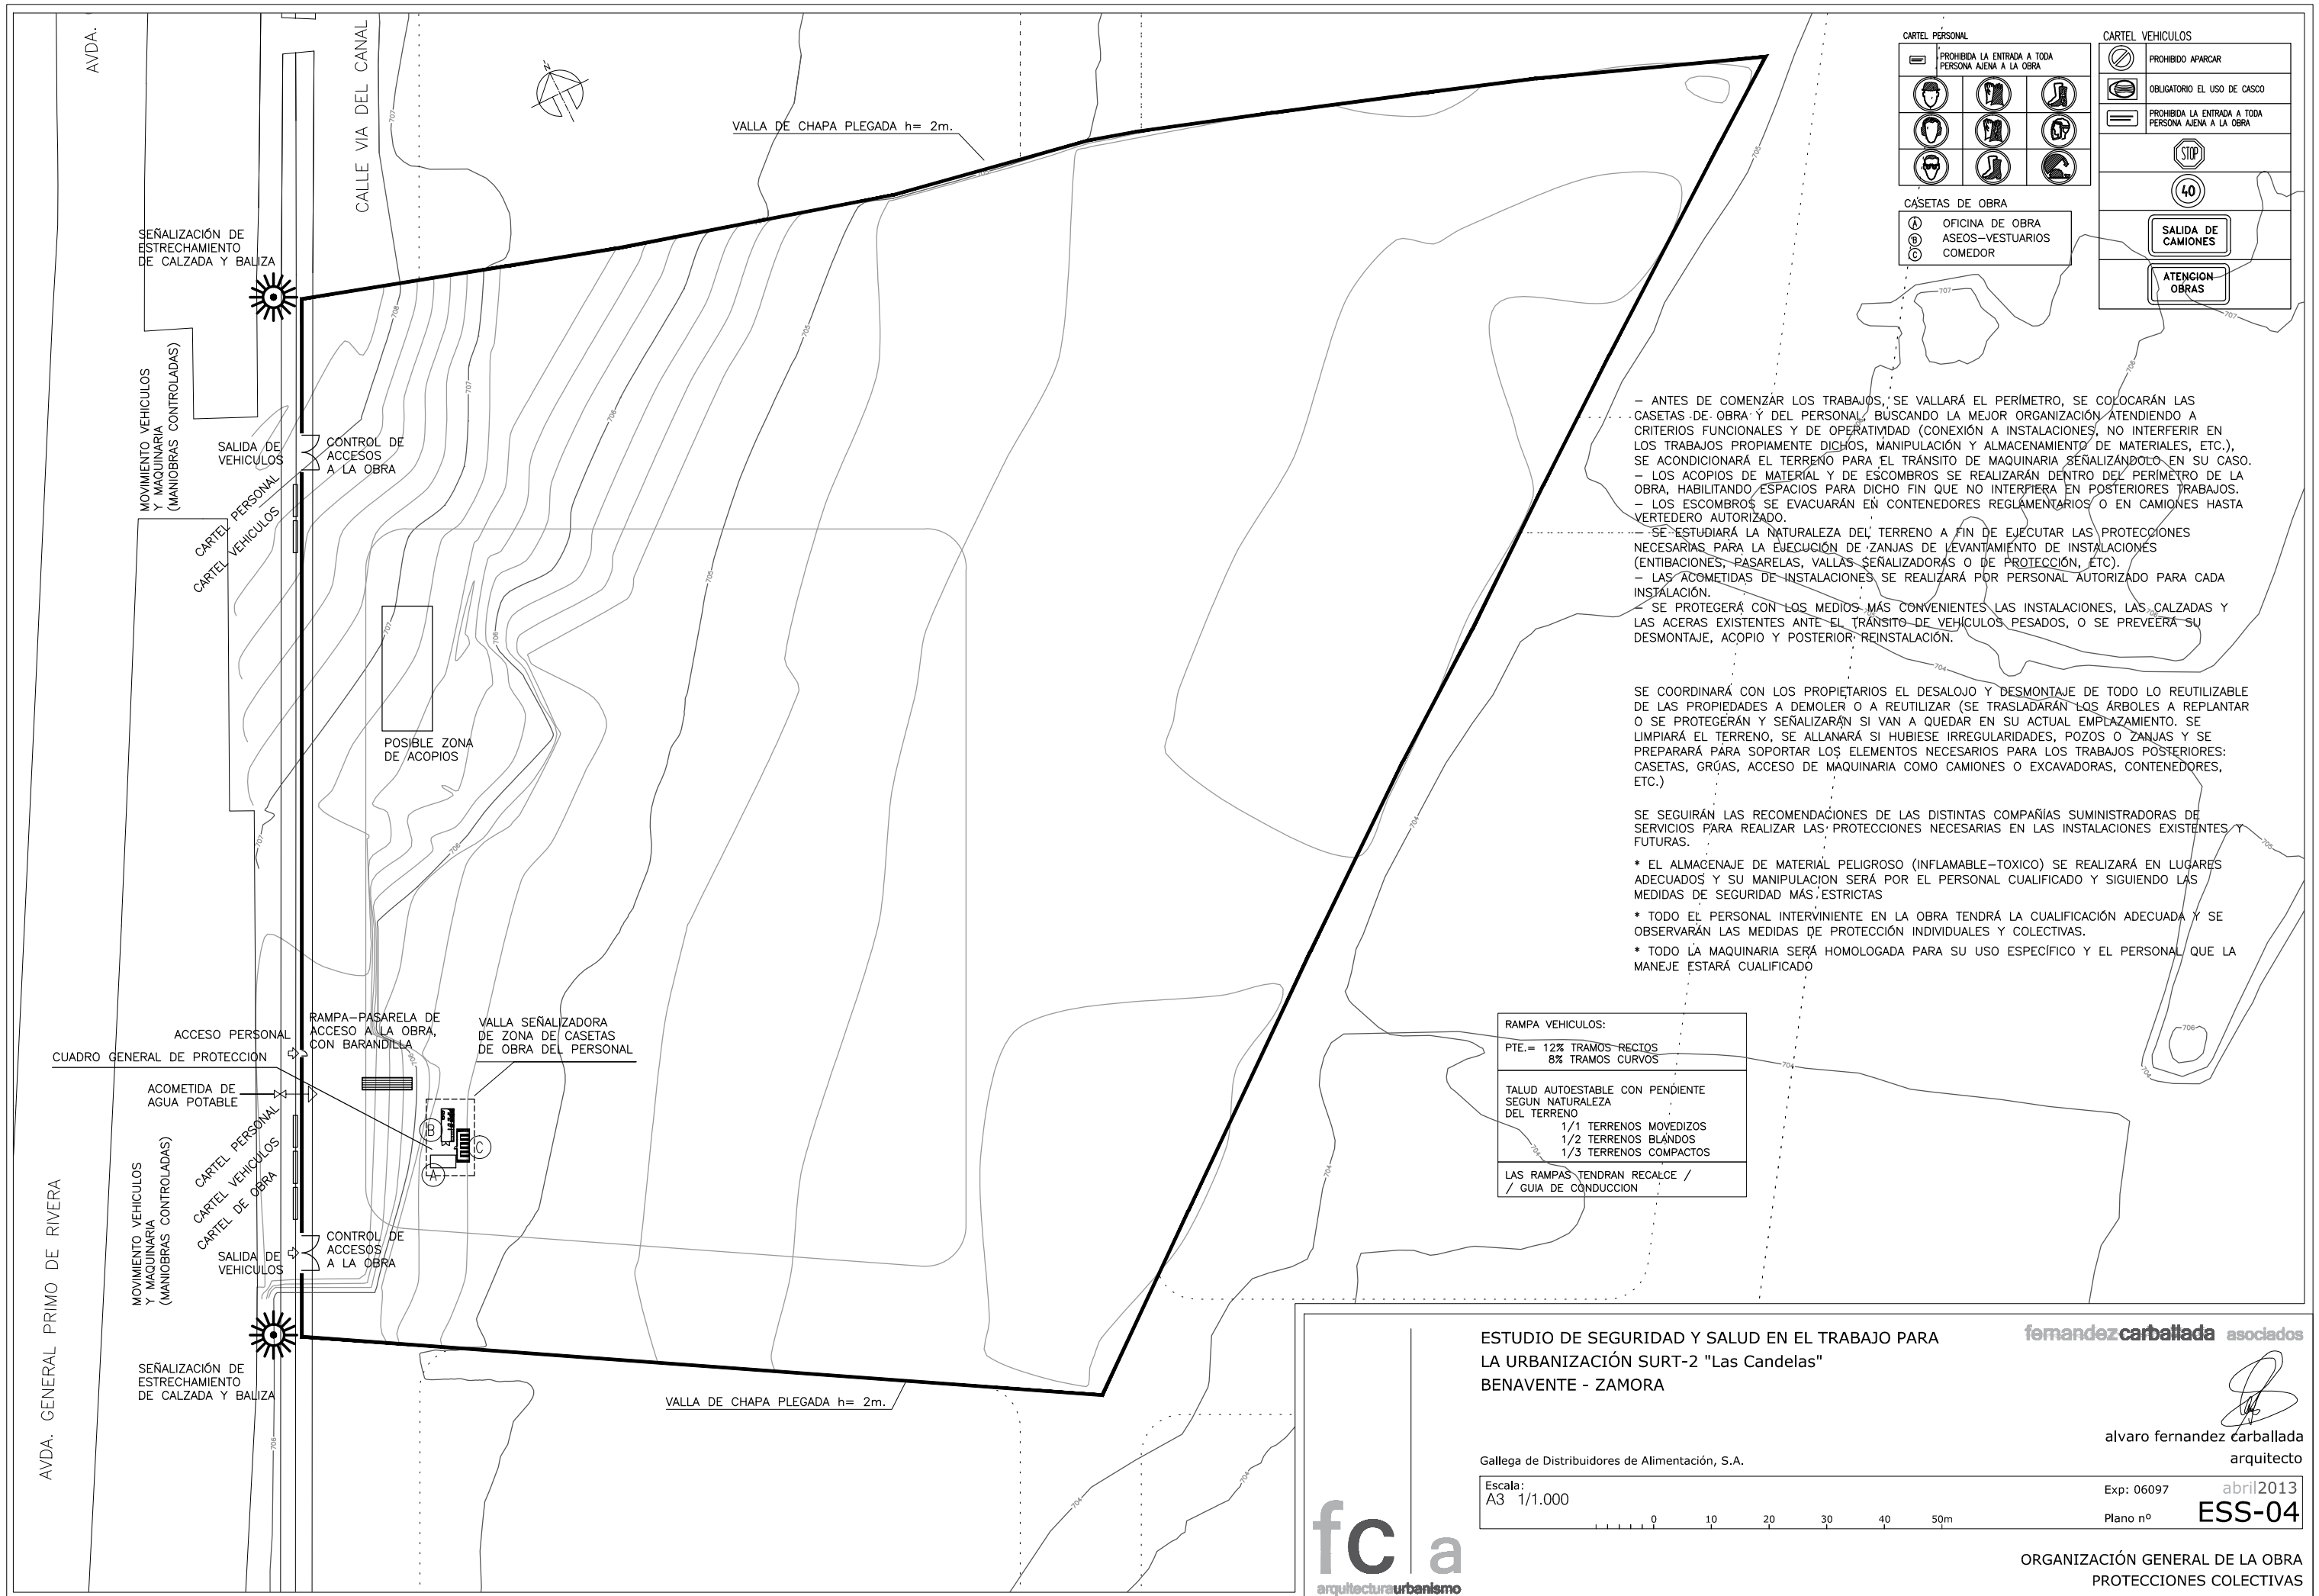 AVDA.
CALLE VIA DEL CANAL
N
VALLA DE CHAPA PLEGADA h= 2m.
CARTEL PERSONAL
PROHIBIDA LA ENTRADA A TODA
PERSONA AJENA A LA OBRA
CARTEL VEHICULOS
PROHIBIDO APARCAR
OBLIGATORIO EL USO DE CASCO
PROHIBIDA LA ENTRADA A TODA
PERSONA AJENA A LA OBRA
STOP
40
SALIDA DE
CAMIONES
ATENCION
OBRAS
CASETAS DE OBRA
A OFICINA DE OBRA
B ASEOS-VESTUARIOS
C COMEDOR
SEÑALIZACIÓN DE
ESTRECHAMIENTO
DE CALZADA Y BALIZA
MOVIMIENTO VEHICULOS
Y MAQUINARIA
(MANIOBRAS CONTROLADAS)
SALIDA DE
VEHICULOS
CONTROL DE
ACCESOS
A LA OBRA
CARTEL PERSONAL
CARTEL VEHICULOS
POSIBLE ZONA
DE ACOPIOS
707
708
707
706
705
705
705
707
706
706
707
706
705
704
707
707
706
704
705
706
704
704
704
704
704
706
– ANTES DE COMENZAR LOS TRABAJOS, SE VALLARÁ EL PERÍMETRO, SE COLOCARÁN LAS
CASETAS DE OBRA Y DEL PERSONAL, BUSCANDO LA MEJOR ORGANIZACIÓN ATENDIENDO A
CRITERIOS FUNCIONALES Y DE OPERATIVIDAD (CONEXIÓN A INSTALACIONES, NO INTERFERIR EN
LOS TRABAJOS PROPIAMENTE DICHOS, MANIPULACIÓN Y ALMACENAMIENTO DE MATERIALES, ETC.),
SE ACONDICIONARÁ EL TERRENO PARA EL TRÁNSITO DE MAQUINARIA SEÑALIZÁNDOLO EN SU CASO.
– LOS ACOPIOS DE MATERIAL Y DE ESCOMBROS SE REALIZARÁN DENTRO DEL PERÍMETRO DE LA
OBRA, HABILITANDO ESPACIOS PARA DICHO FIN QUE NO INTERFIERA EN POSTERIORES TRABAJOS.
– LOS ESCOMBROS SE EVACUARÁN EN CONTENEDORES REGLAMENTARIOS O EN CAMIONES HASTA
VERTEDERO AUTORIZADO.
– SE ESTUDIARÁ LA NATURALEZA DEL TERRENO A FIN DE EJECUTAR LAS PROTECCIONES
NECESARIAS PARA LA EJECUCIÓN DE ZANJAS DE LEVANTAMIENTO DE INSTALACIONES
(ENTIBACIONES, PASARELAS, VALLAS SEÑALIZADORAS O DE PROTECCIÓN, ETC).
– LAS ACOMETIDAS DE INSTALACIONES SE REALIZARÁ POR PERSONAL AUTORIZADO PARA CADA
INSTALACIÓN.
– SE PROTEGERÁ CON LOS MEDIOS MÁS CONVENIENTES LAS INSTALACIONES, LAS CALZADAS Y
LAS ACERAS EXISTENTES ANTE EL TRÁNSITO DE VEHÍCULOS PESADOS, O SE PREVEERÁ SU
DESMONTAJE, ACOPIO Y POSTERIOR REINSTALACIÓN.
SE COORDINARÁ CON LOS PROPIETARIOS EL DESALOJO Y DESMONTAJE DE TODO LO REUTILIZABLE
DE LAS PROPIEDADES A DEMOLER O A REUTILIZAR (SE TRASLADARÁN LOS ÁRBOLES A REPLANTAR
O SE PROTEGERÁN Y SEÑALIZARÁN SI VAN A QUEDAR EN SU ACTUAL EMPLAZAMIENTO. SE
LIMPIARÁ EL TERRENO, SE ALLANARÁ SI HUBIESE IRREGULARIDADES, POZOS O ZANJAS Y SE
PREPARARÁ PARA SOPORTAR LOS ELEMENTOS NECESARIOS PARA LOS TRABAJOS POSTERIORES:
CASETAS, GRÚAS, ACCESO DE MAQUINARIA COMO CAMIONES O EXCAVADORAS, CONTENEDORES,
ETC.)
SE SEGUIRÁN LAS RECOMENDACIONES DE LAS DISTINTAS COMPAÑÍAS SUMINISTRADORAS DE
SERVICIOS PARA REALIZAR LAS PROTECCIONES NECESARIAS EN LAS INSTALACIONES EXISTENTES Y
FUTURAS.
* EL ALMACENAJE DE MATERIAL PELIGROSO (INFLAMABLE–TOXICO) SE REALIZARÁ EN LUGARES
ADECUADOS Y SU MANIPULACION SERÁ POR EL PERSONAL CUALIFICADO Y SIGUIENDO LAS
MEDIDAS DE SEGURIDAD MÁS ESTRICTAS
* TODO EL PERSONAL INTERVINIENTE EN LA OBRA TENDRÁ LA CUALIFICACIÓN ADECUADA Y SE
OBSERVARÁN LAS MEDIDAS DE PROTECCIÓN INDIVIDUALES Y COLECTIVAS.
* TODO LA MAQUINARIA SERÁ HOMOLOGADA PARA SU USO ESPECÍFICO Y EL PERSONAL QUE LA
MANEJE ESTARÁ CUALIFICADO
ACCESO PERSONAL
RAMPA–PASARELA DE
ACCESO A LA OBRA,
CON BARANDILLA
VALLA SEÑALIZADORA
DE ZONA DE CASETAS
DE OBRA DEL PERSONAL
CUADRO GENERAL DE PROTECCION
ACOMETIDA DE
AGUA POTABLE
CARTEL PERSONAL
CARTEL VEHICULOS
CARTEL DE OBRA
B
C
A
MOVIMIENTO VEHICULOS
Y MAQUINARIA
(MANIOBRAS CONTROLADAS)
SALIDA DE
VEHICULOS
CONTROL DE
ACCESOS
A LA OBRA
SEÑALIZACIÓN DE
ESTRECHAMIENTO
DE CALZADA Y BALIZA
AVDA. GENERAL PRIMO DE RIVERA
VALLA DE CHAPA PLEGADA h= 2m.
RAMPA VEHICULOS:
PTE.= 12% TRAMOS RECTOS
8% TRAMOS CURVOS
TALUD AUTOESTABLE CON PENDIENTE
SEGUN NATURALEZA
DEL TERRENO
1/1 TERRENOS MOVEDIZOS
1/2 TERRENOS BLANDOS
1/3 TERRENOS COMPACTOS
LAS RAMPAS TENDRAN RECALCE /
/ GUIA DE CONDUCCION
ESTUDIO DE SEGURIDAD Y SALUD EN EL TRABAJO PARA
LA URBANIZACIÓN SURT-2 "Las Candelas"
BENAVENTE - ZAMORA
fernandezcarballada asociados
alvaro fernandez carballada
arquitecto
Gallega de Distribuidores de Alimentación, S.A.
Escala:
A3 1/1.000
0 10 20 30 40 50m
Exp: 06097
abril2013
Plano nº
ESS-04
fc a
arquitecturaurbanismo
ORGANIZACIÓN GENERAL DE LA OBRA
PROTECCIONES COLECTIVAS